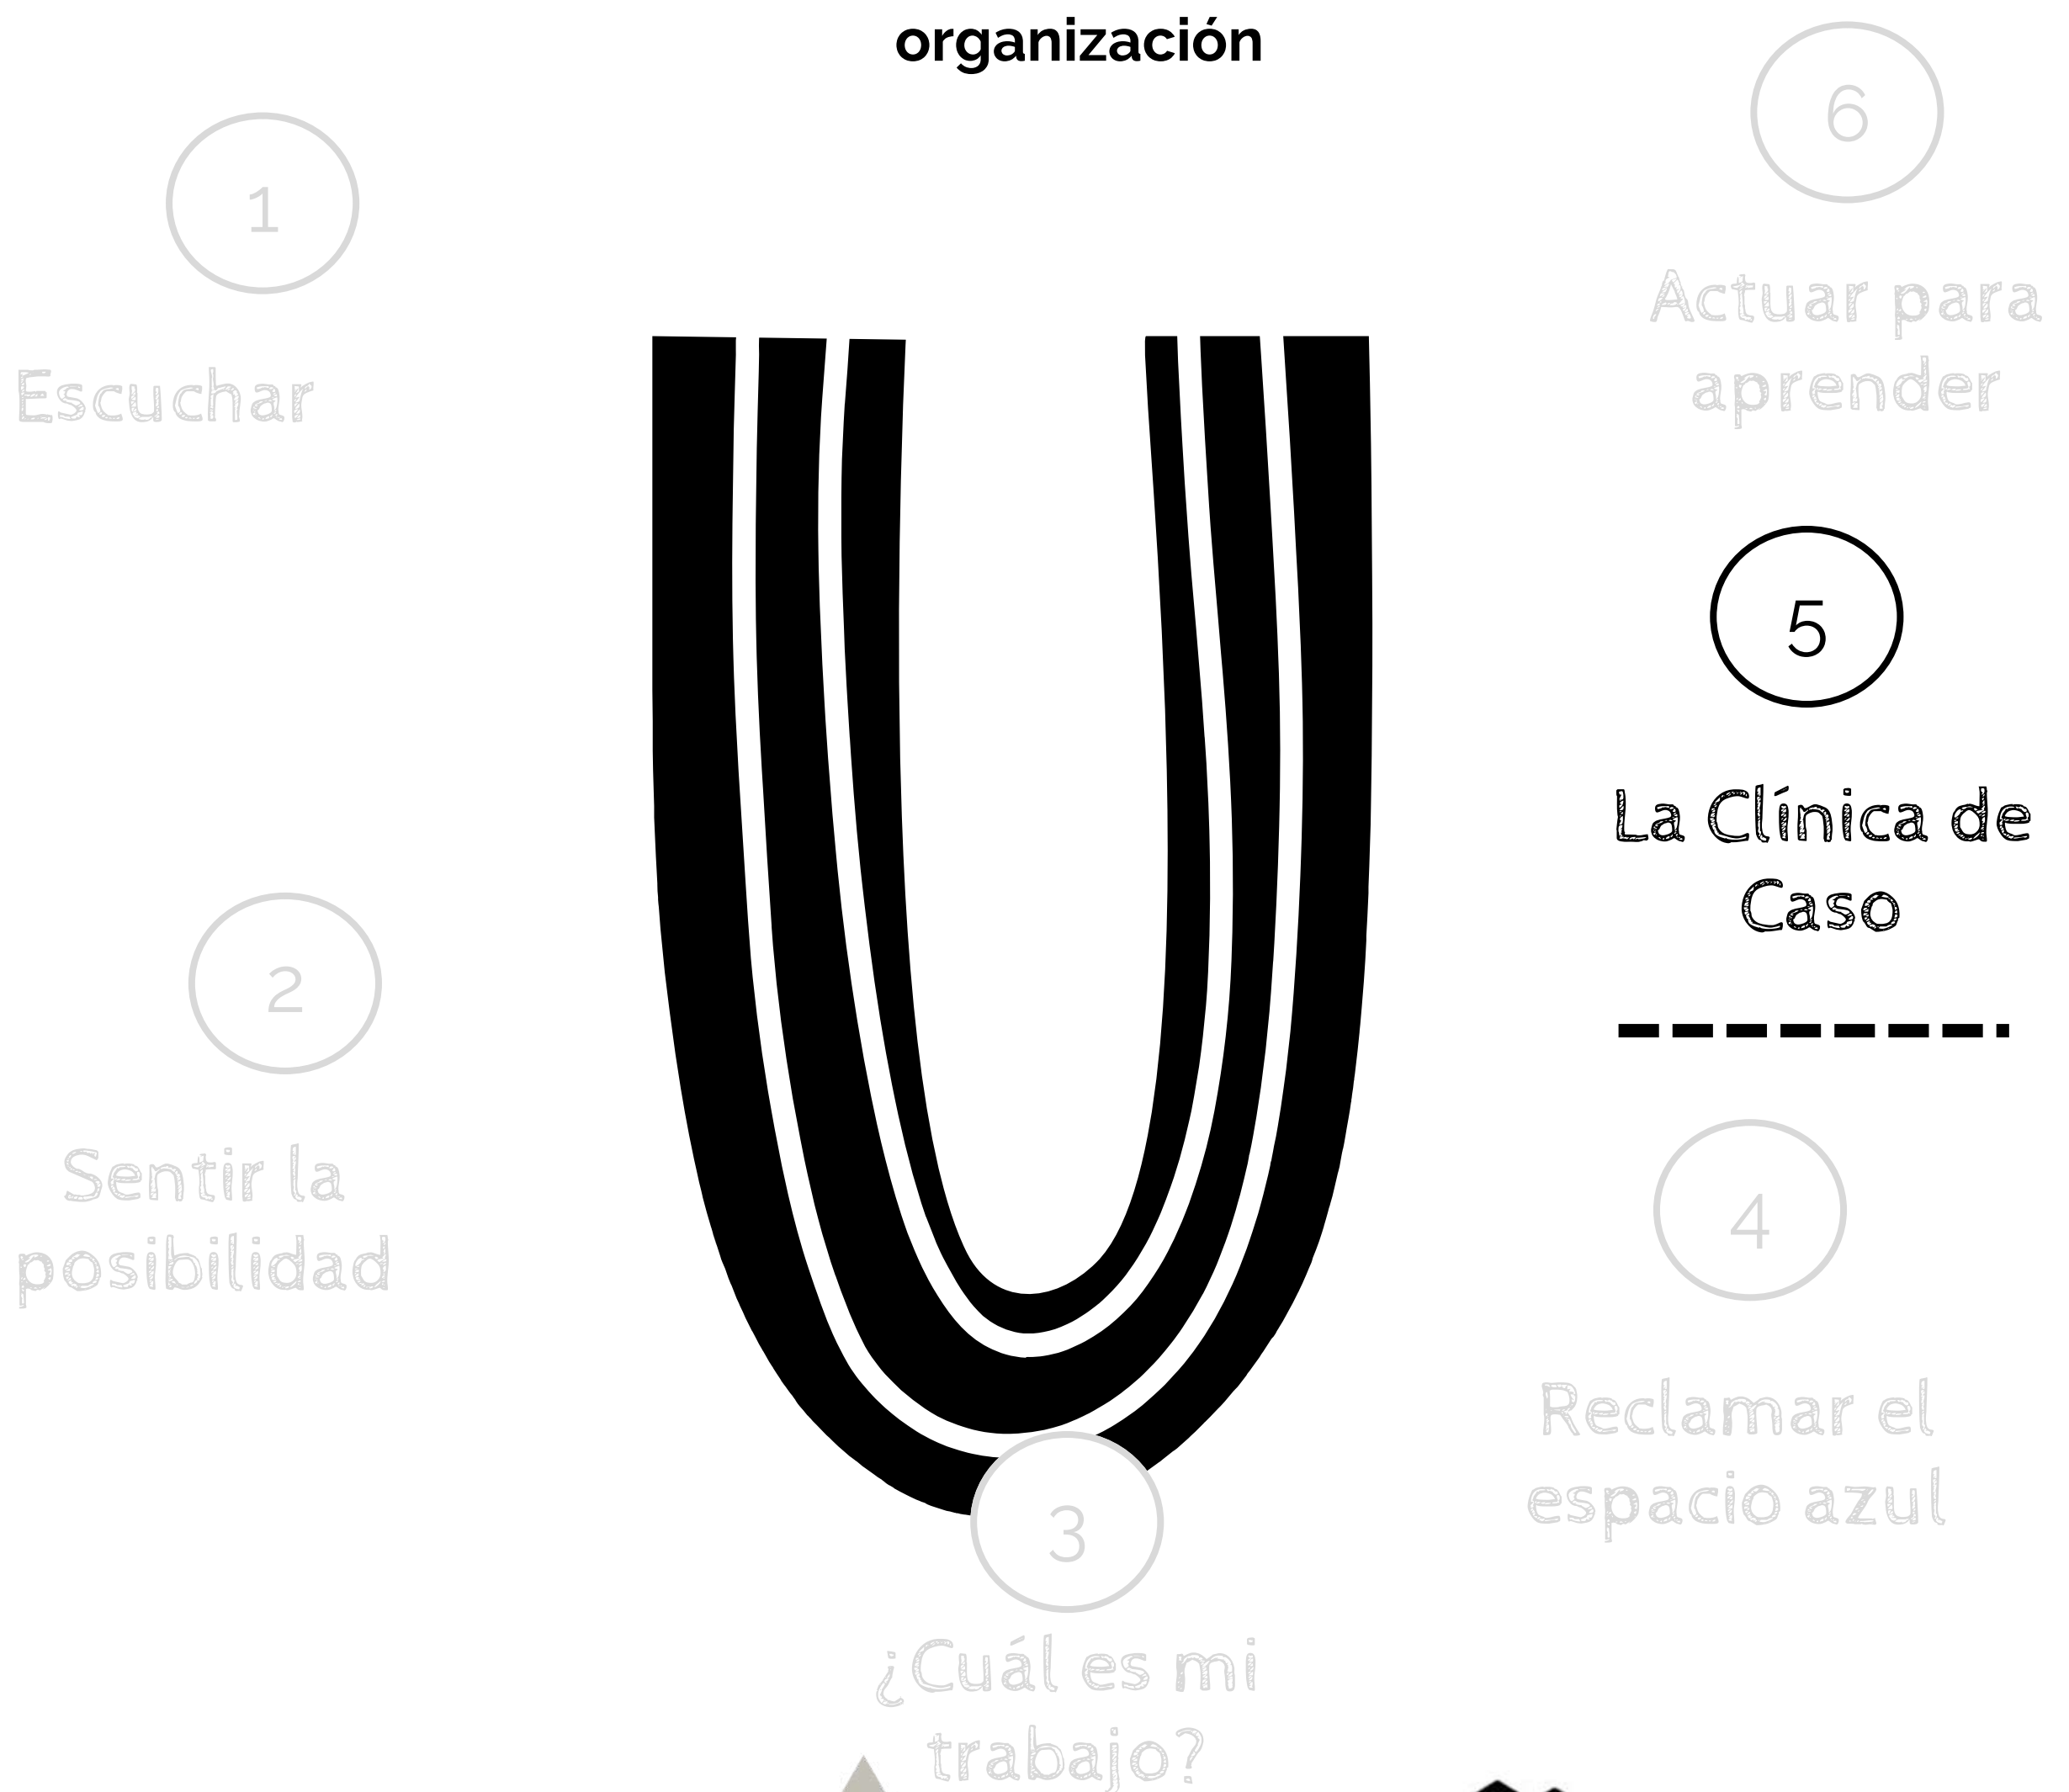 organización
1
Escuchar
2
Sentir la
posibilidad
3
¿Cuál es mi
trabajo?
4
Reclamar el
espacio azul
5
La Clínica de
Caso
6
Actuar para
aprender